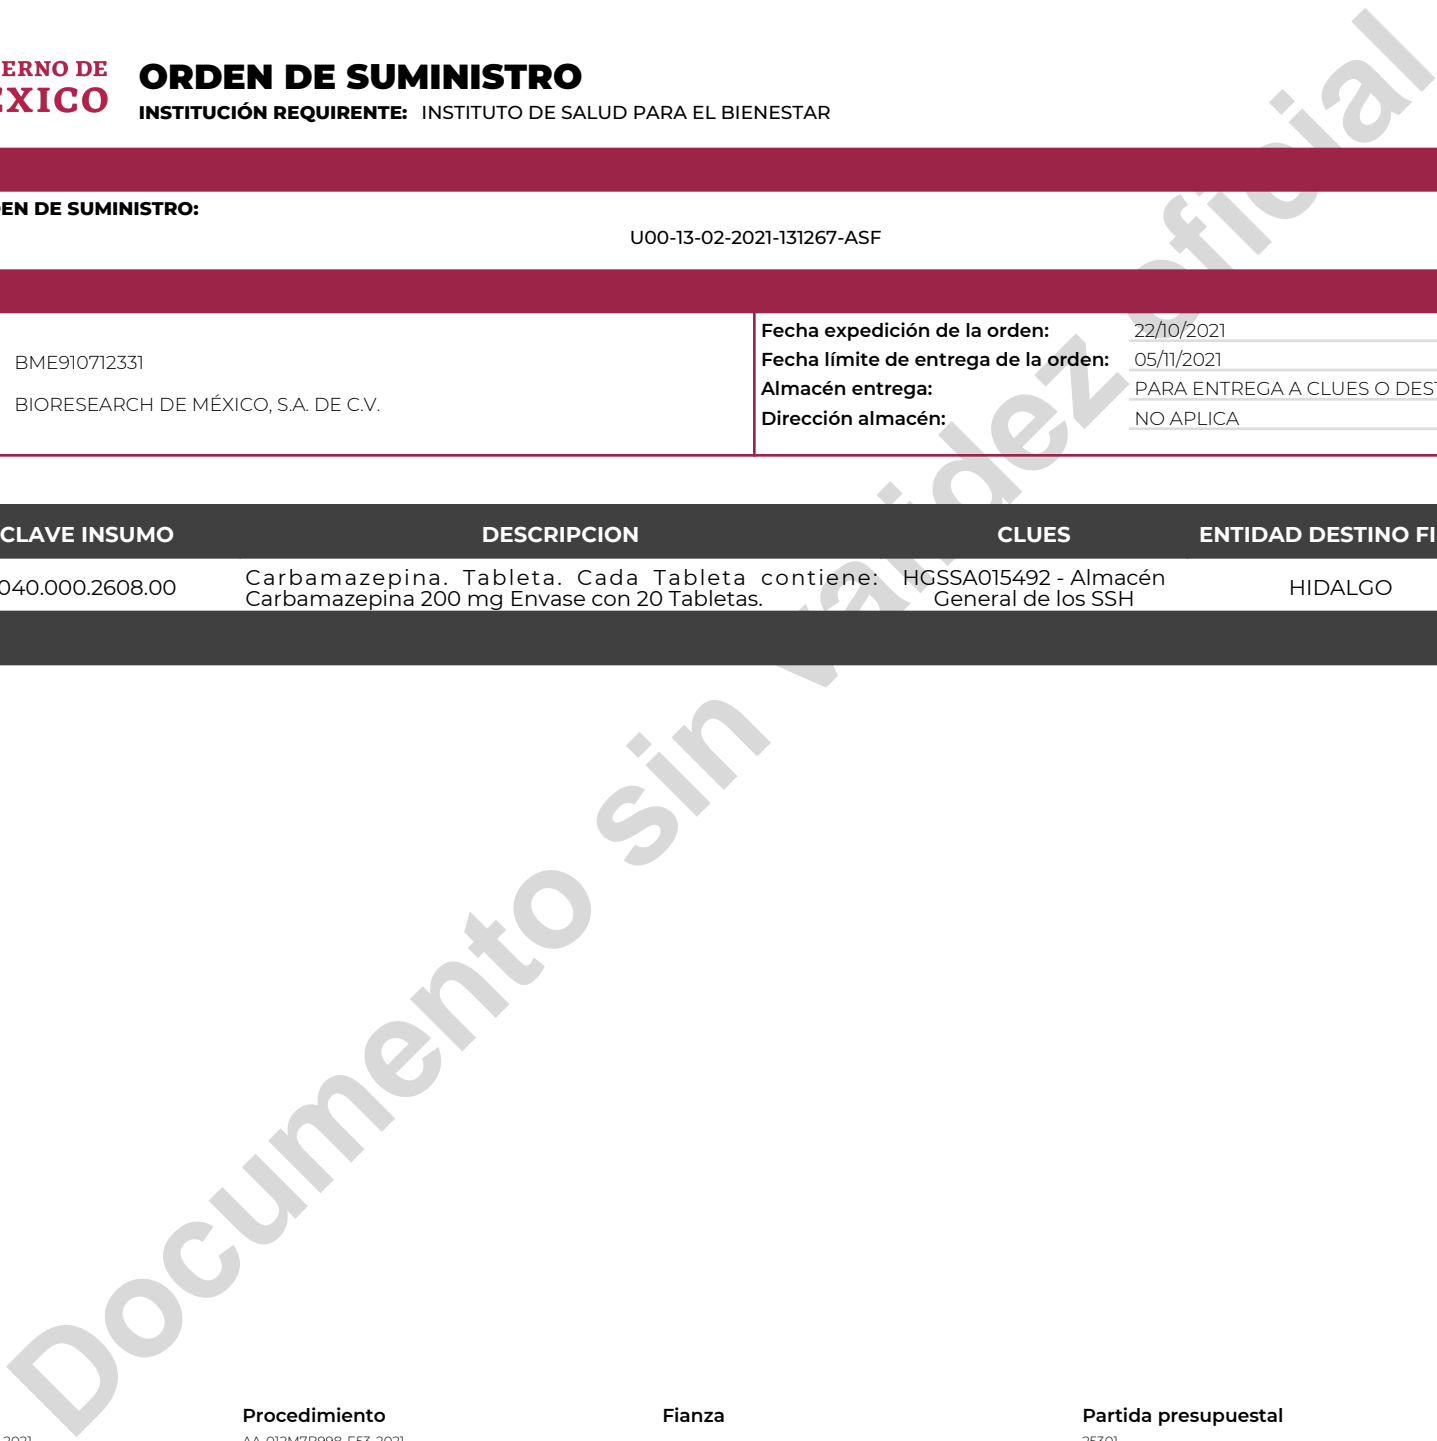 ERNO DE
ORDEN DE SUMINISTRO
XICO
INSTITUCIÓN REQUIRENTE: INSTITUTO DE SALUD PARA EL BIENESTAR
EN DE SUMINISTRO:
U00-13-02-2021-131267-ASF
BME910712331
BIORESEARCH DE MÉXICO, S.A. DE C.V.
Fecha expedición de la orden: 22/10/2021
Fecha límite de entrega de la orden: 05/11/2021
Almacén entrega: PARA ENTREGA A CLUES O DEST
Dirección almacén: NO APLICA
CLAVE INSUMO DESCRIPCION CLUES ENTIDAD DESTINO FI
040.000.2608.00
Carbamazepina. Tableta. Cada Tableta contiene:
Carbamazepina 200 mg Envase con 20 Tabletas.
HGSSA015492 - Almacén
General de los SSH
HIDALGO
Documento sin validez oficial
Procedimiento Fianza Partida presupuestal